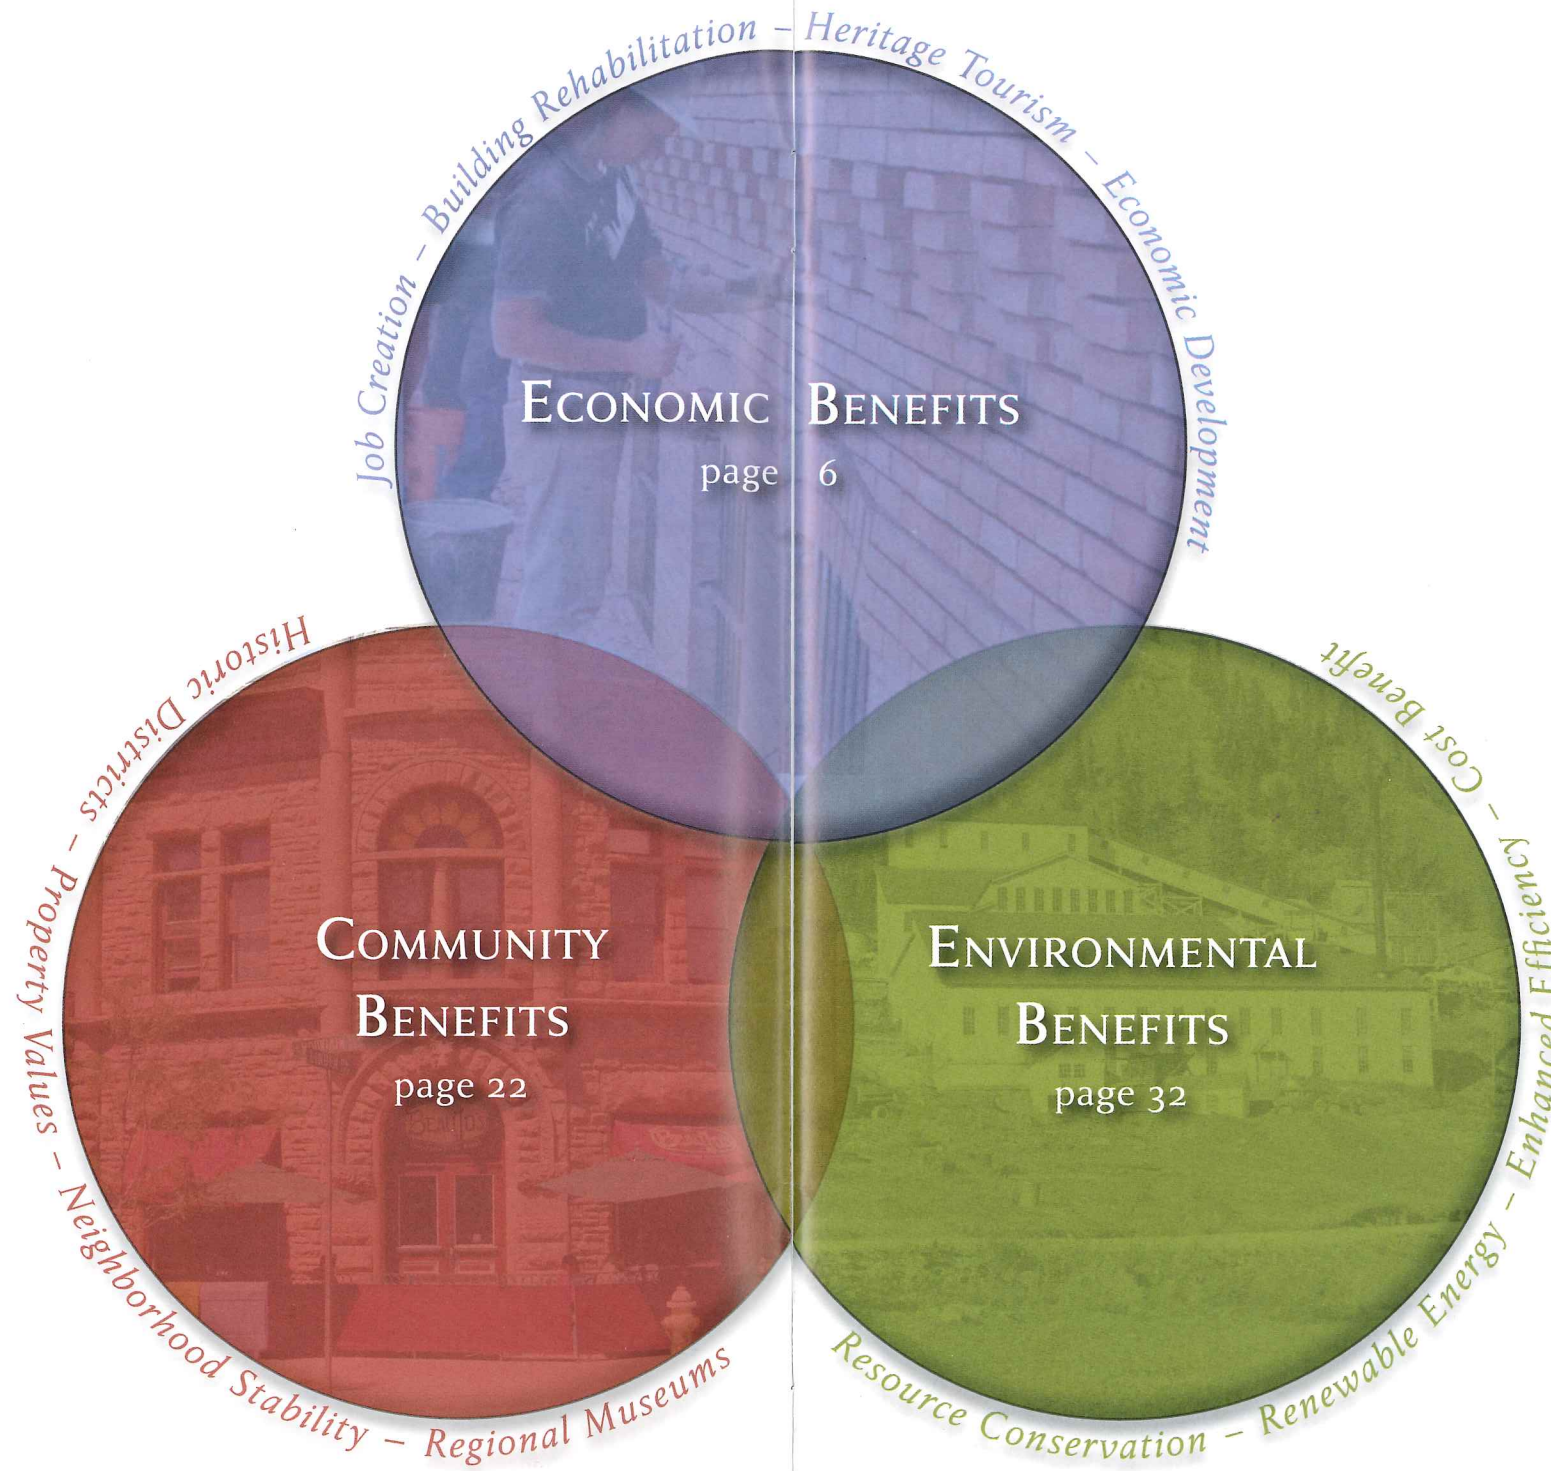 Job Creation – Building Rehabilitation – Heritage Tourism – Economic Development
ECONOMIC BENEFITS
page 6
Historic Districts – Property Values – Neighborhood Stability – Regional Museums
COMMUNITY
BENEFITS
page 22
Resource Conservation – Renewable Energy – Enhanced Efficiency – Cost Benefit
ENVIRONMENTAL
BENEFITS
page 32